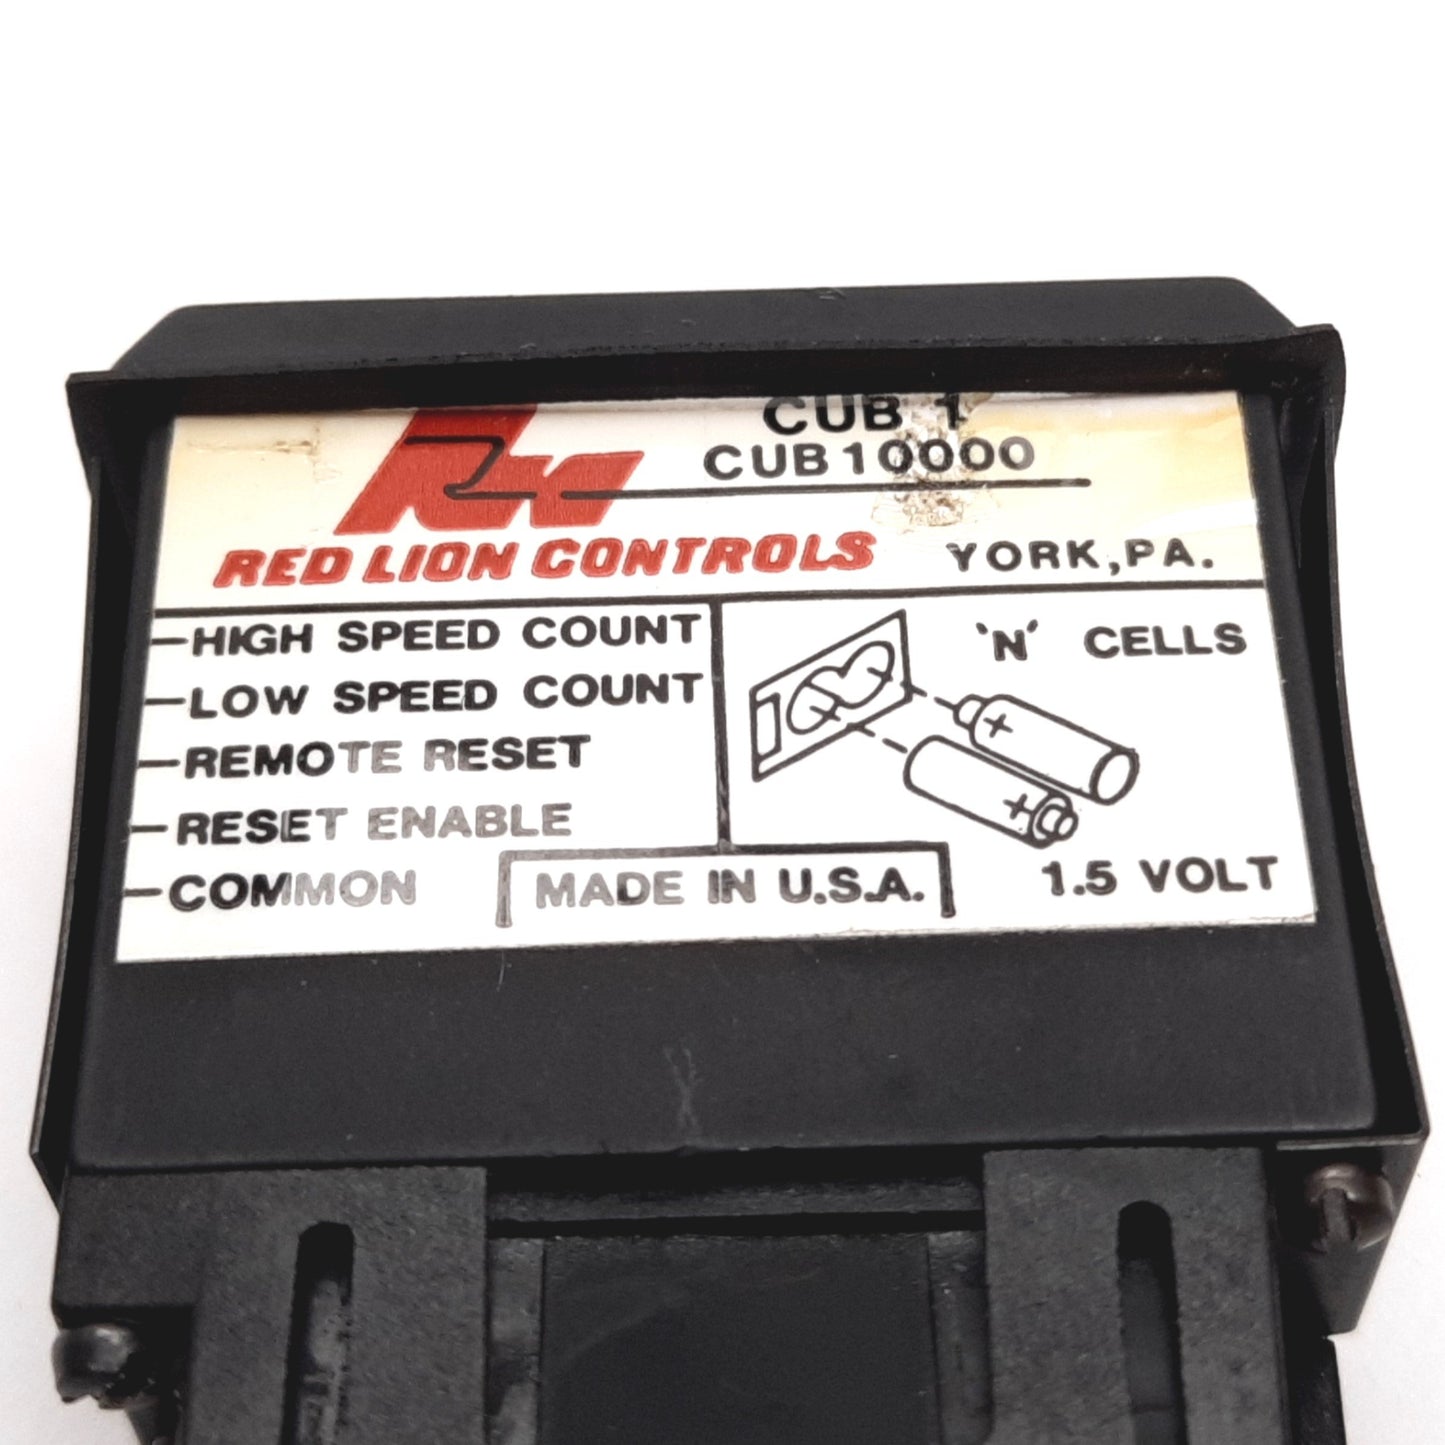 CUB 1
CUB10000
RED LION CONTROLS YORK, PA.
HIGH SPEED COUNT
LOW SPEED COUNT
REMOTE RESET
RESET ENABLE
COMMON
'N' CELLS
+
+
1.5 VOLT
MADE IN U.S.A.